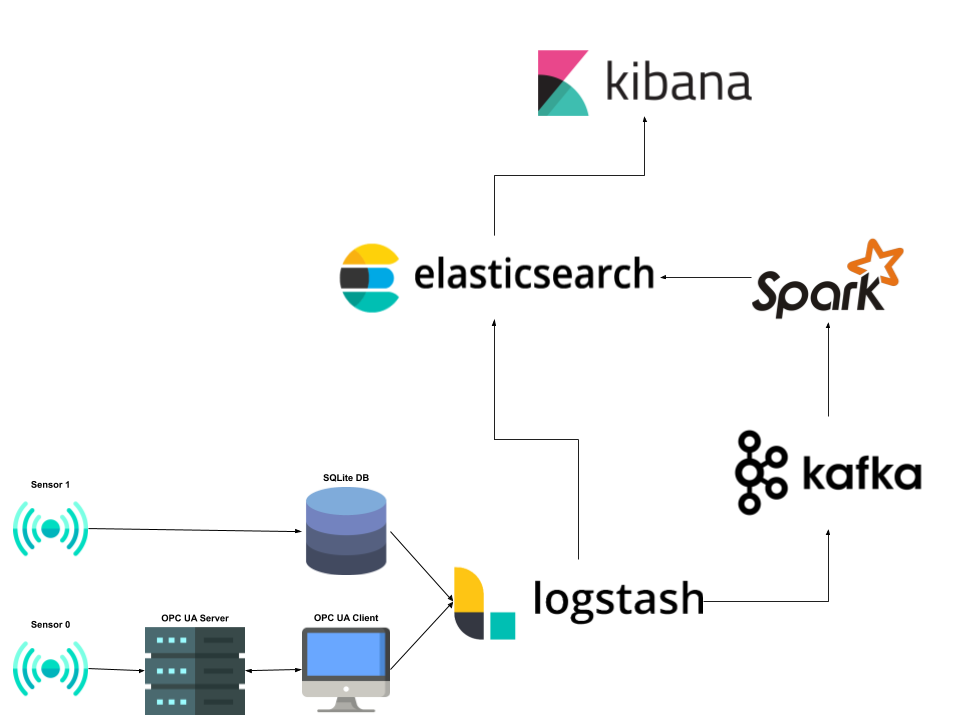 kibana
elasticsearch
Spark
kafka
SQLite DB
Sensor 1
logstash
OPC UA Server
OPC UA Client
Sensor 0